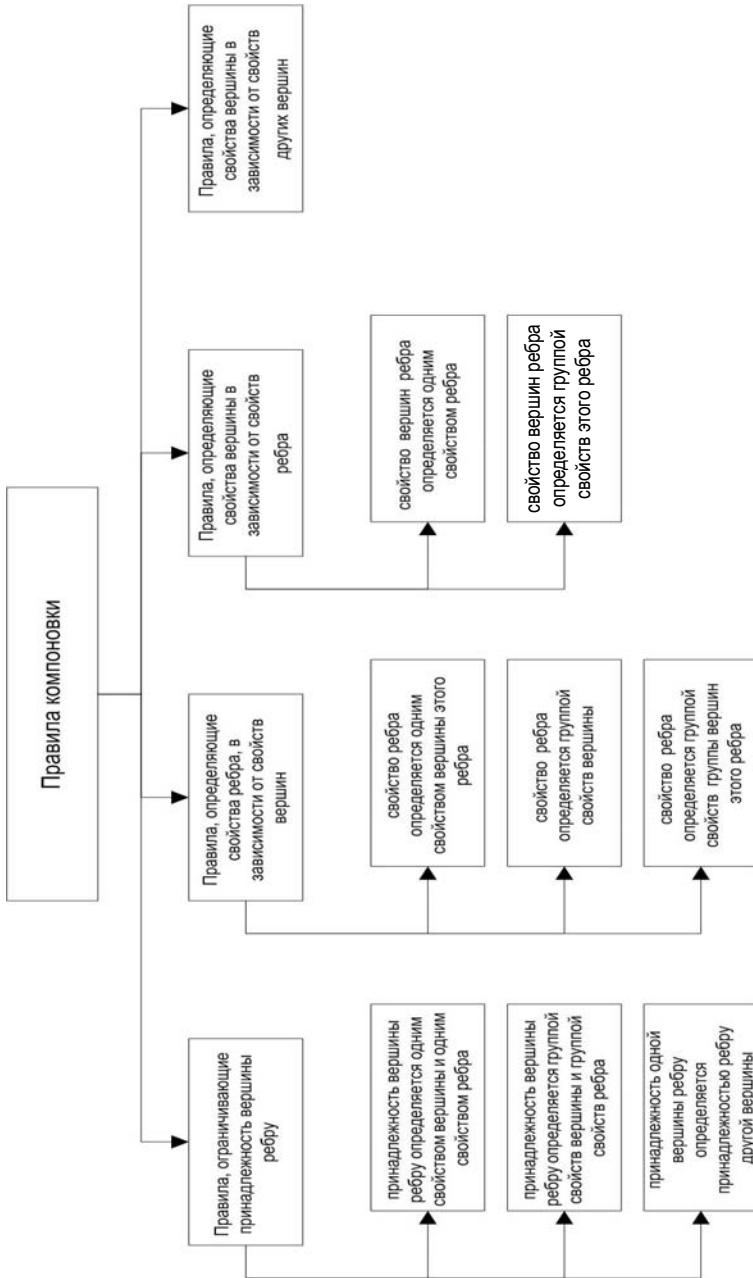 Правила компоновки
Правила, ограничивающие
принадлежность вершины
ребру
принадлежность вершины
ребру определяется одним
свойством вершины и одним
свойством ребра
принадлежность вершины
ребру определяется группой
свойств вершины и группой
свойств ребра
принадлежность одной
вершины ребру
определяется
принадлежностью ребру
другой вершины
Правила, определяющие
свойства ребра, в
зависимости от свойств
вершин
свойство ребра
определяется одним
свойством вершины этого
ребра
свойство ребра
определяется группой
свойств вершины
свойство ребра
определяется группой
свойств группы вершин
этого ребра
Правила, определяющие
свойства вершины в
зависимости от свойств
ребра
свойство вершин ребра
определяется одним
свойством ребра
свойство вершин ребра
определяется группой
свойств этого ребра
Правила, определяющие
свойства вершины в
зависимости от свойств
других вершин